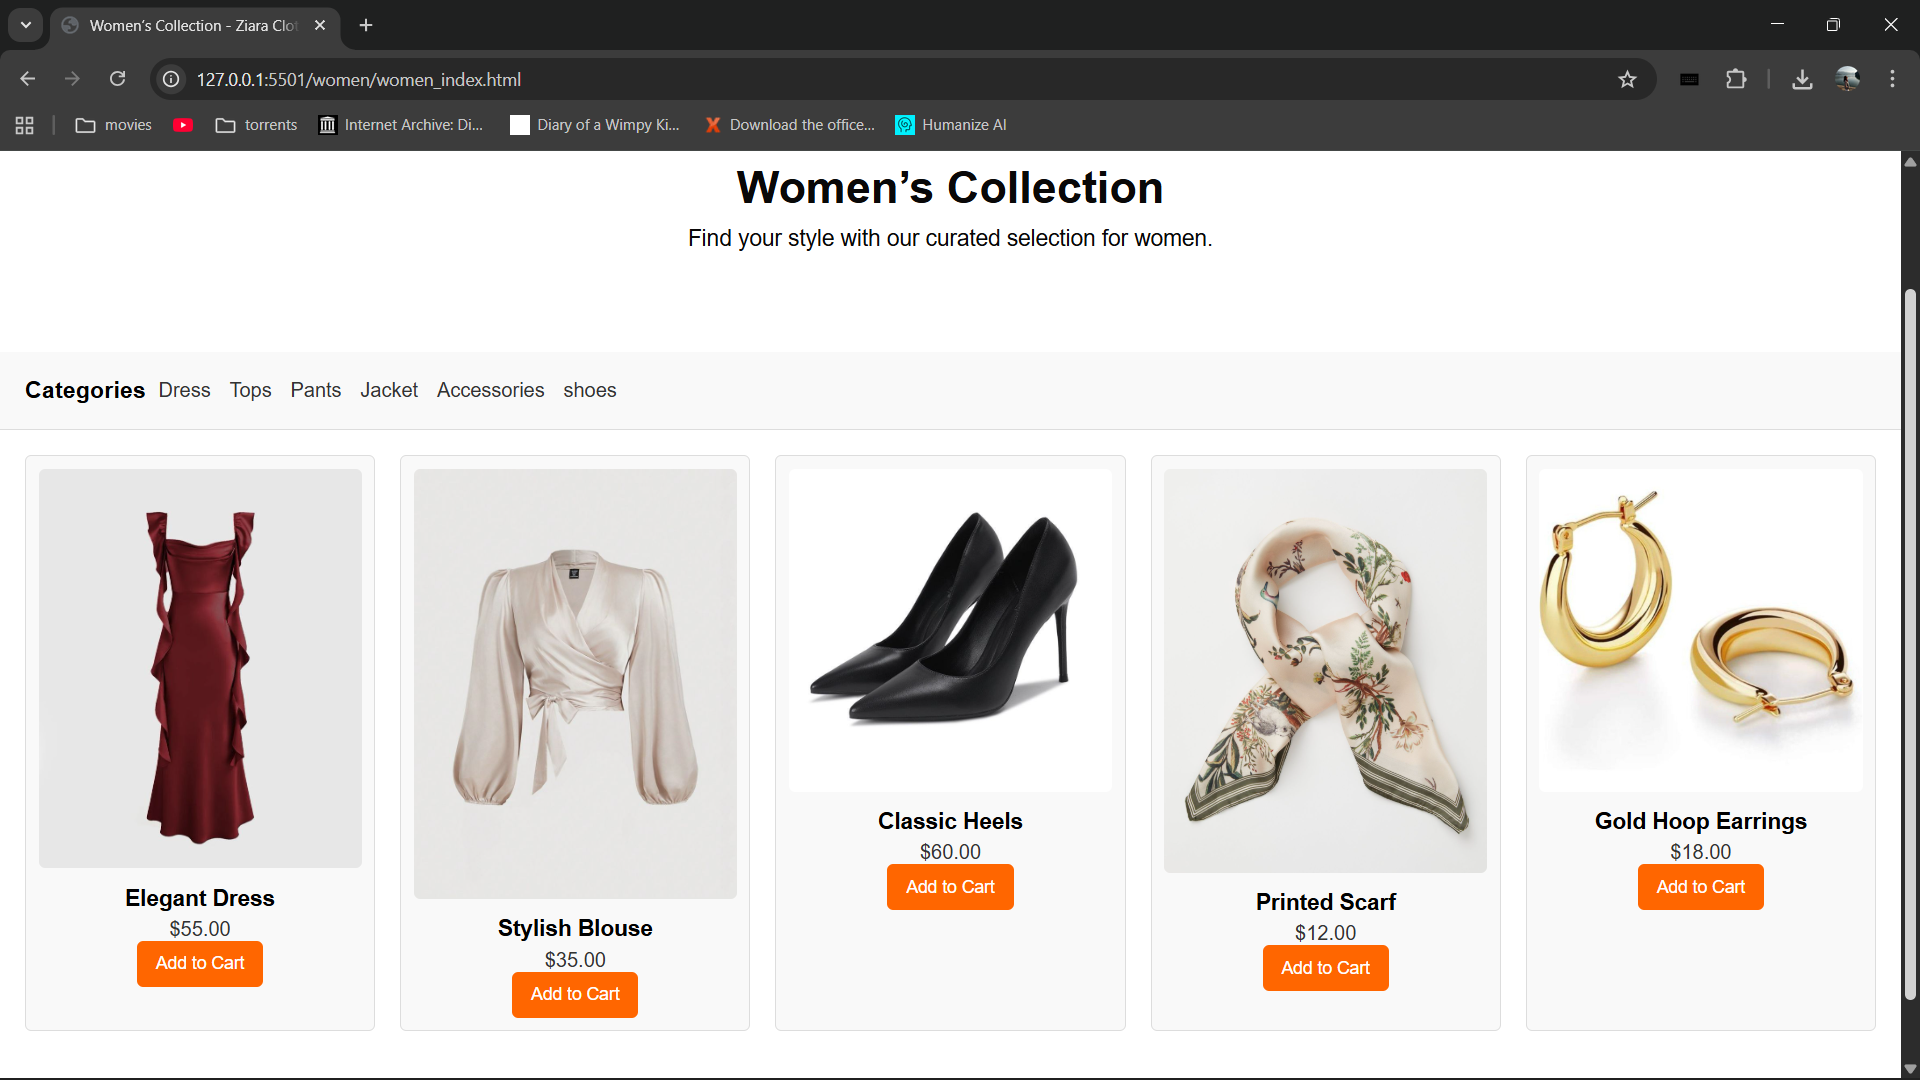 Women's Collection - Ziara Clot
127.0.0.1:5501/women/women_index.html
movies
torrents
Internet Archive: Di...
Diary of a Wimpy Ki...
Download the office...
Humanize AI
Women’s Collection
Find your style with our curated selection for women.
Categories Dress Tops Pants Jacket Accessories shoes
Elegant Dress
$55.00
Add to Cart
Stylish Blouse
$35.00
Add to Cart
Classic Heels
$60.00
Add to Cart
Printed Scarf
$12.00
Add to Cart
Gold Hoop Earrings
$18.00
Add to Cart